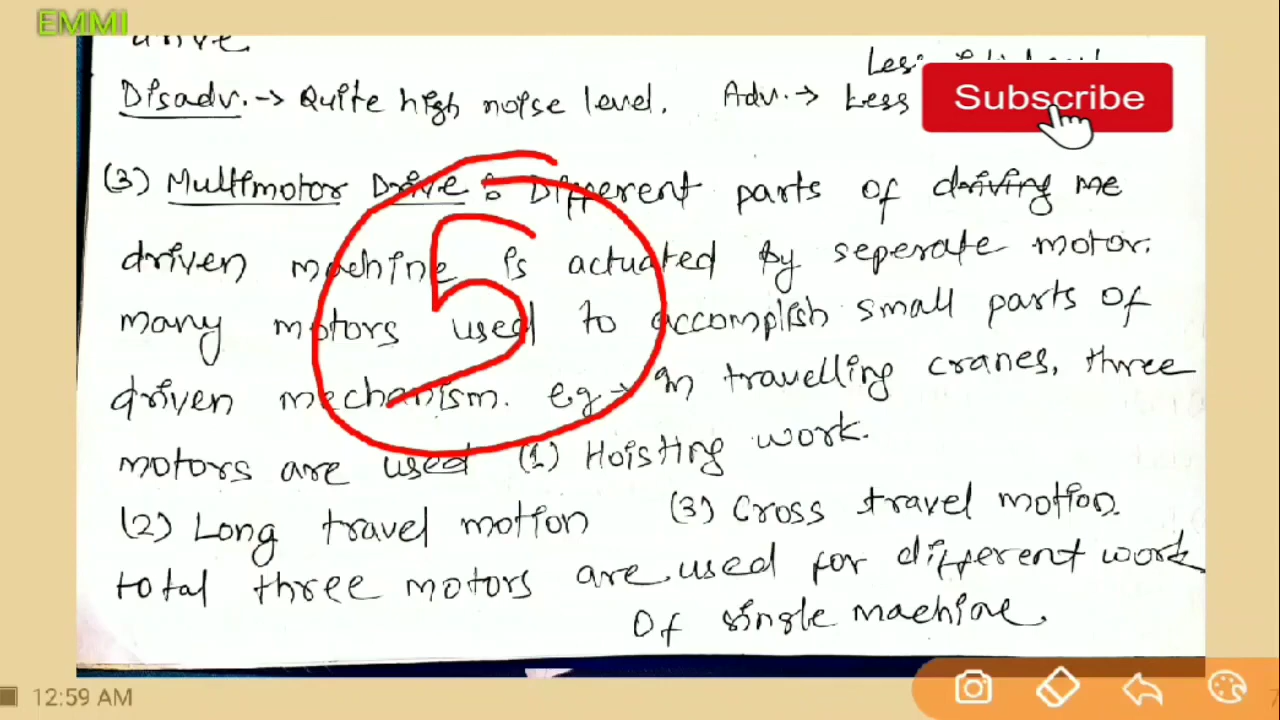 EMMI
drive.
Less
Disadv.→ Quite high noise level. Adv.→ Less
Subscribe
(3) Multimotor Drive : Different parts of driving me
driven machine is actuated by seperate motor.
many motors used to accomplish small parts of
driven mechanism. eg → In travelling cranes, three
motors are used (1) Hoisting work.
(2) Long travel motion (3) Cross travel motion.
total three motors are used for different work
Of single machine.
5
12:59 AM